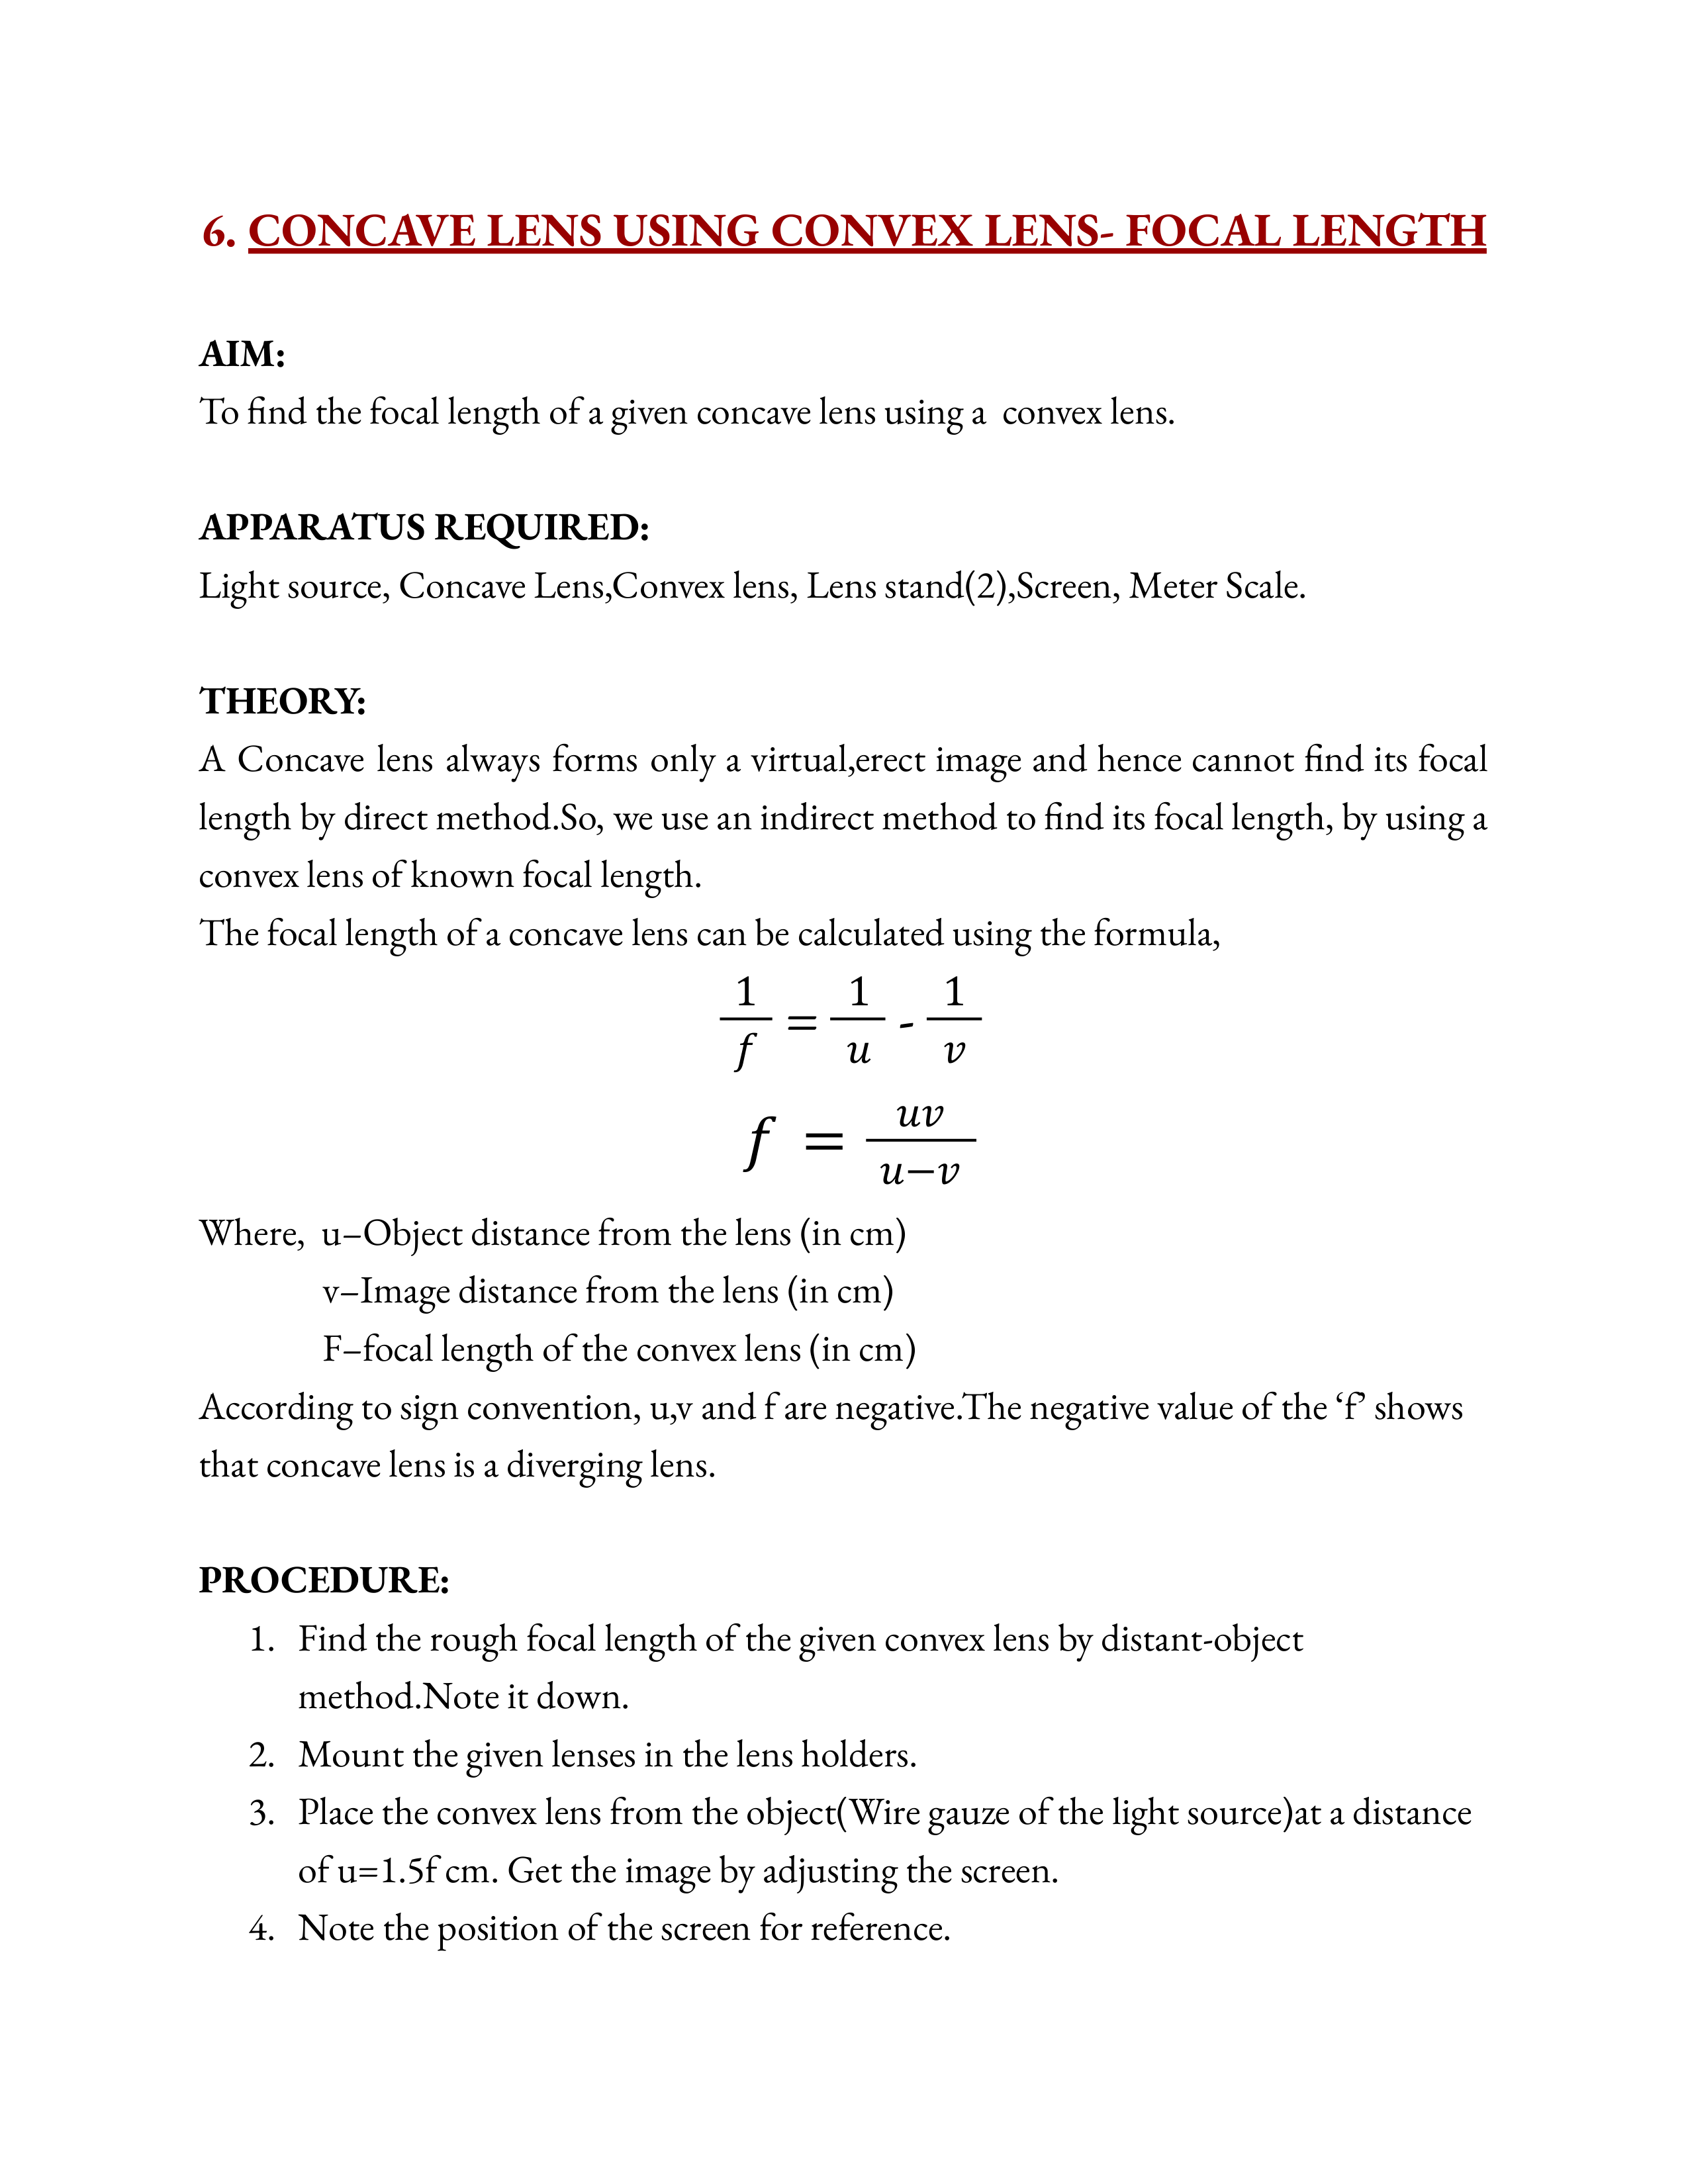 6. CONCAVE LENS USING CONVEX LENS- FOCAL LENGTH
AIM:
To find the focal length of a given concave lens using a  convex lens.
APPARATUS REQUIRED:
Light source, Concave Lens,Convex lens, Lens stand(2),Screen, Meter Scale.
THEORY:
A Concave lens always forms only a virtual,erect image and hence cannot find its focal
length by direct method.So, we use an indirect method to find its focal length, by using a
convex lens of known focal length.
The focal length of a concave lens can be calculated using the formula,
1/f = 1/u - 1/v
f = uv/(u−v)
Where,  u–Object distance from the lens (in cm)
v–Image distance from the lens (in cm)
F–focal length of the convex lens (in cm)
According to sign convention, u,v and f are negative.The negative value of the ‘f’ shows
that concave lens is a diverging lens.
PROCEDURE:
1. Find the rough focal length of the given convex lens by distant-object
method.Note it down.
2. Mount the given lenses in the lens holders.
3. Place the convex lens from the object(Wire gauze of the light source)at a distance
of u=1.5f cm. Get the image by adjusting the screen.
4. Note the position of the screen for reference.